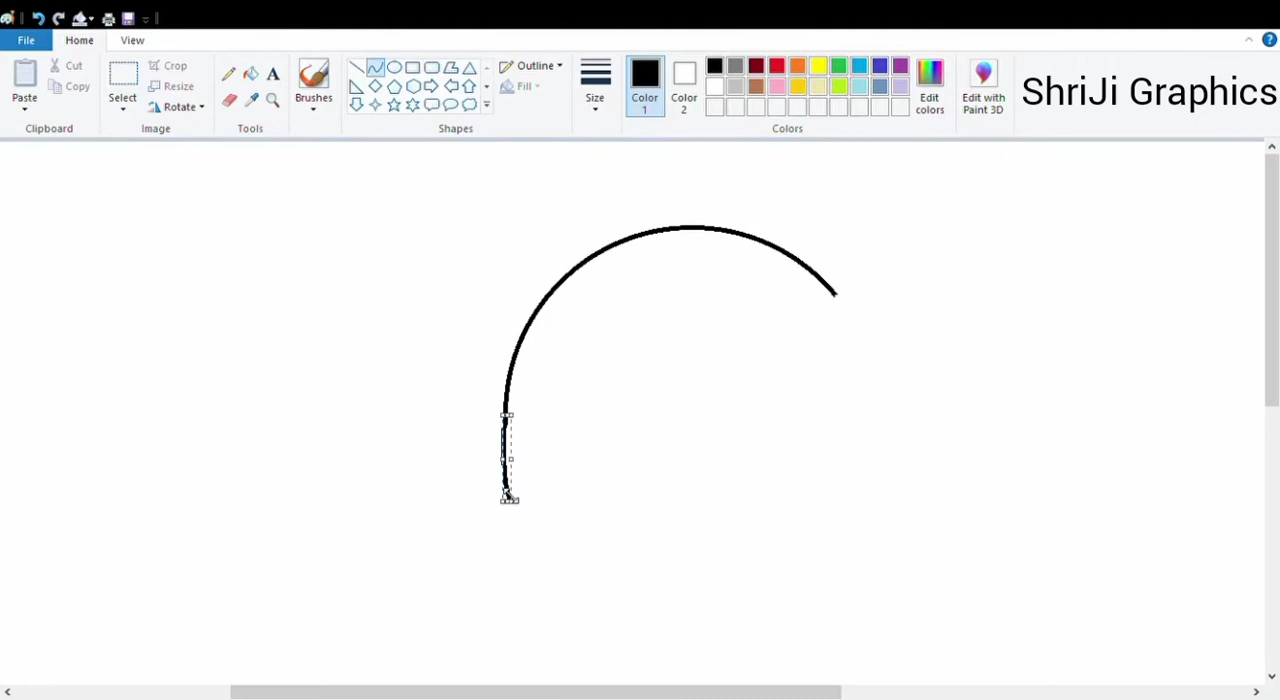 File Home View
Paste Cut Copy Clipboard
Select Crop Resize Rotate Image
Tools
Brushes
Outline Fill Shapes
Size
Color 1 Color 2 Edit colors Colors
Edit with Paint 3D
ShriJi Graphics